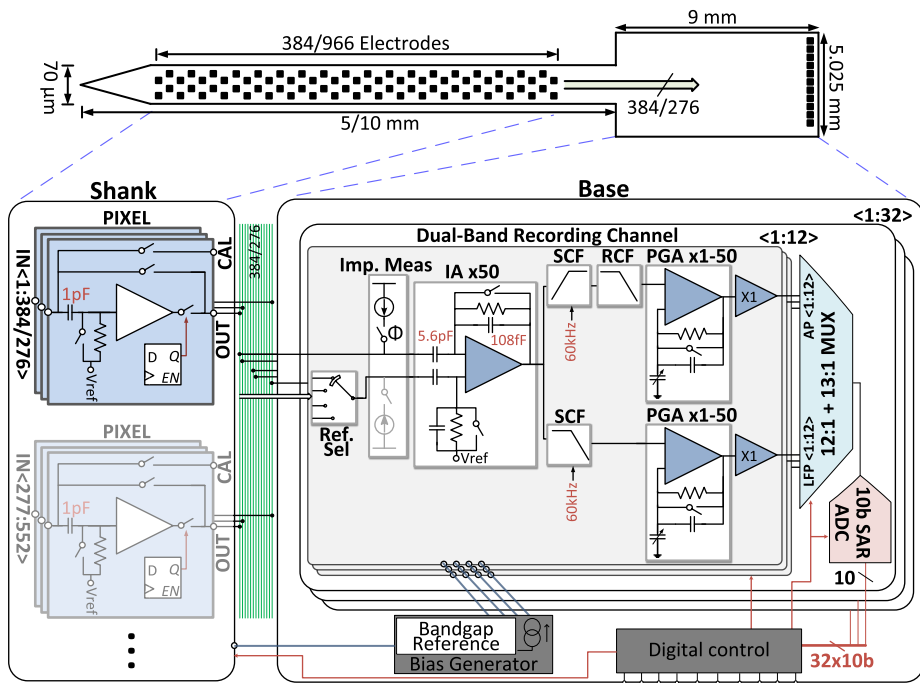 9 mm
384/966 Electrodes
70 µm
5.025 mm
384/276
5/10 mm
Shank
Base
PIXEL
<1:32>
IN<1:384/276>
CAL
384/276
Dual-Band Recording Channel
<1:12>
Imp. Meas
IA x50
SCF
RCF
PGA x1-50
1pF
Φ
5.6pF
108fF
60kHz
X1
AP <1:12>
OUT
D Q
EN
Vref
Ref.
Sel
12:1 + 13:1 MUX
PIXEL
SCF
PGA x1-50
IN<277:552>
CAL
1pF
Vref
60kHz
X1
LFP <1:12>
10b SAR
ADC
OUT
D Q
EN
Vref
10
Bandgap
Reference
Bias Generator
Digital control
32x10b